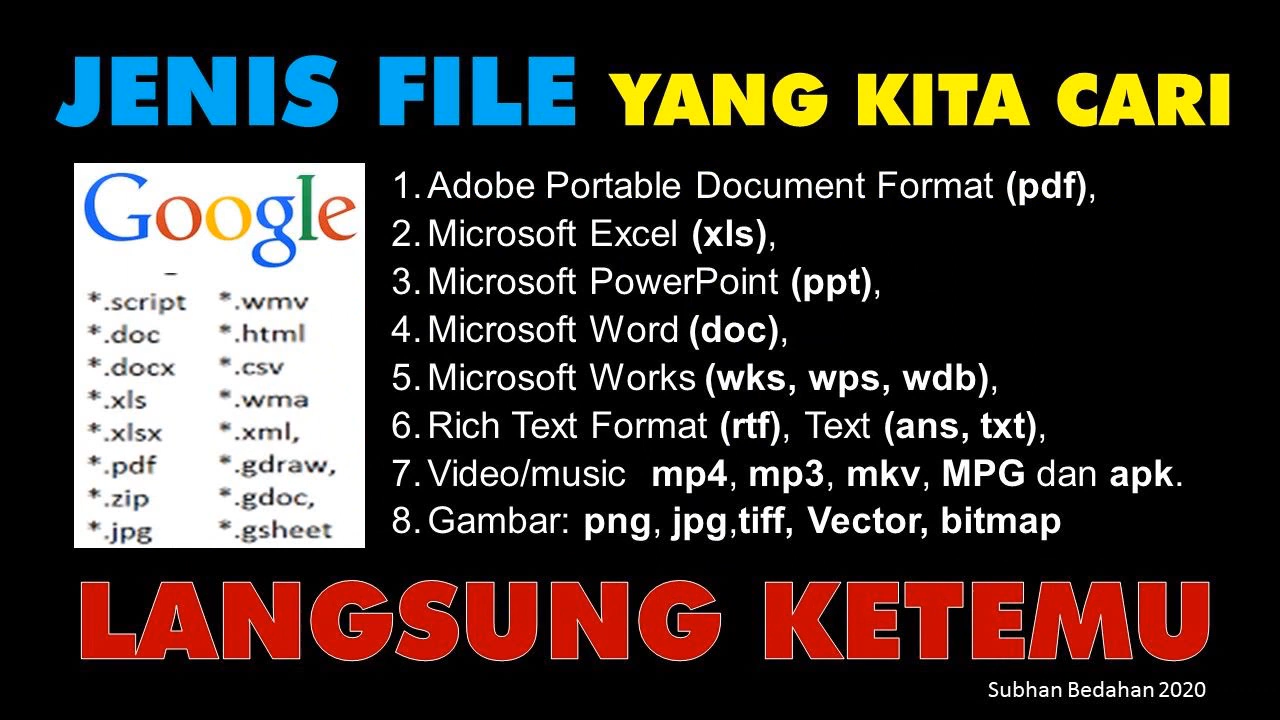 JENIS FILE YANG KITA CARI
Google
*.script *.wmv
*.doc *.html
*.docx *.csv
*.xls *.wma
*.xlsx *.xml,
*.pdf *.gdraw,
*.zip *.gdoc,
*.jpg *.gsheet
1. Adobe Portable Document Format (pdf),
2. Microsoft Excel (xls),
3. Microsoft PowerPoint (ppt),
4. Microsoft Word (doc),
5. Microsoft Works (wks, wps, wdb),
6. Rich Text Format (rtf), Text (ans, txt),
7. Video/music mp4, mp3, mkv, MPG dan apk.
8. Gambar: png, jpg,tiff, Vector, bitmap
LANGSUNG KETEMU
Subhan Bedahan 2020